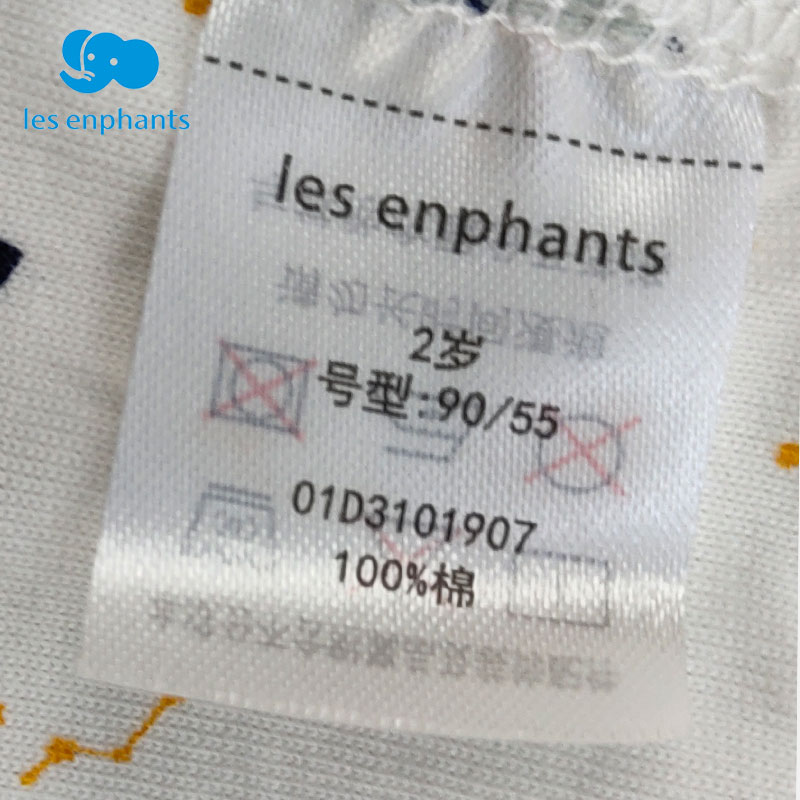 les enphants
les enphants
2岁
号型:90/55
01D3101907
100%棉